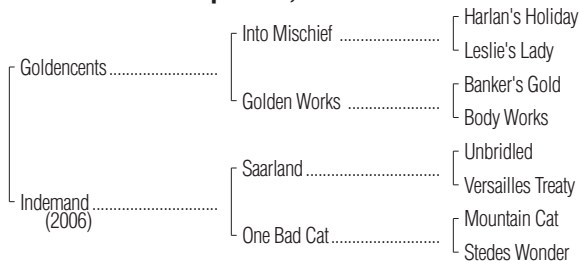 Harlan's Holiday
Into Mischief ....................
Leslie's Lady
Goldencents......................
Banker's Gold
Golden Works ..................
Body Works
Unbridled
Saarland...........................
Versailles Treaty
Indemand.........................
(2006)
Mountain Cat
One Bad Cat.....................
Stedes Wonder